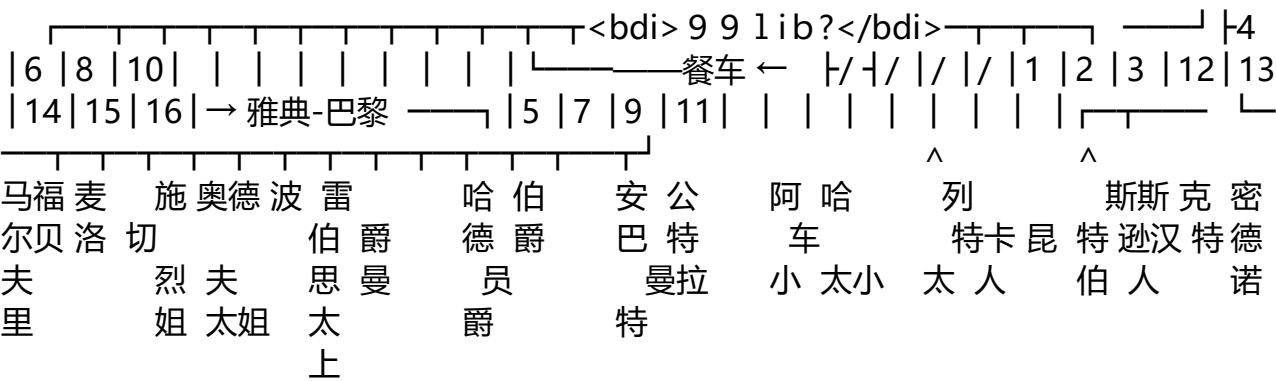 ┌──┬─┬─┬─┬─┬─┬─┬─┬─┬─┬<bdi>９９ｌｉｂ？</bdi>─┬─┬──┐ ───┘├4
│6│8│10│ │ │ │ │ │ │ │ │└─────餐车← ├/┤/│/│/│1│2│3│12│13
│14│15│16│→雅典-巴黎 ───┐│5│7│9│11│ │ │ │ │ │ │ │ │┌─┬─── └─
───┬─┬─┬─┬─┬─┬─┬─┬─┬─┬─┬─┬──┬┘ ^ ^
马福 麦 施 奥德 波 雷 哈 伯 安 公 阿 哈 列 斯斯 克 密
尔贝 洛 切 伯 爵 德 爵 巴 特 车 特卡 昆 特 逊汉 特 德
夫 烈 夫 思 曼 员 曼拉 小 太小 太 人 伯 人 诺
里 姐 太姐 太 爵 特
上